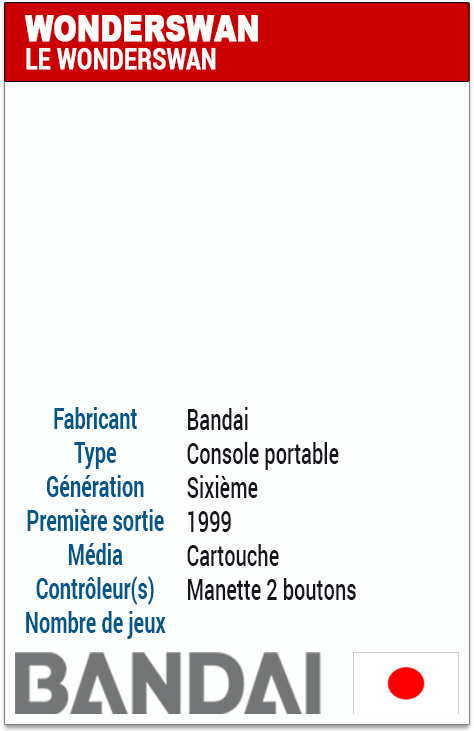 WONDERSWAN
LE WONDERSWAN
Fabricant Bandai
Type Console portable
Génération Sixième
Première sortie 1999
Média Cartouche
Contrôleur(s) Manette 2 boutons
Nombre de jeux
BANDAI